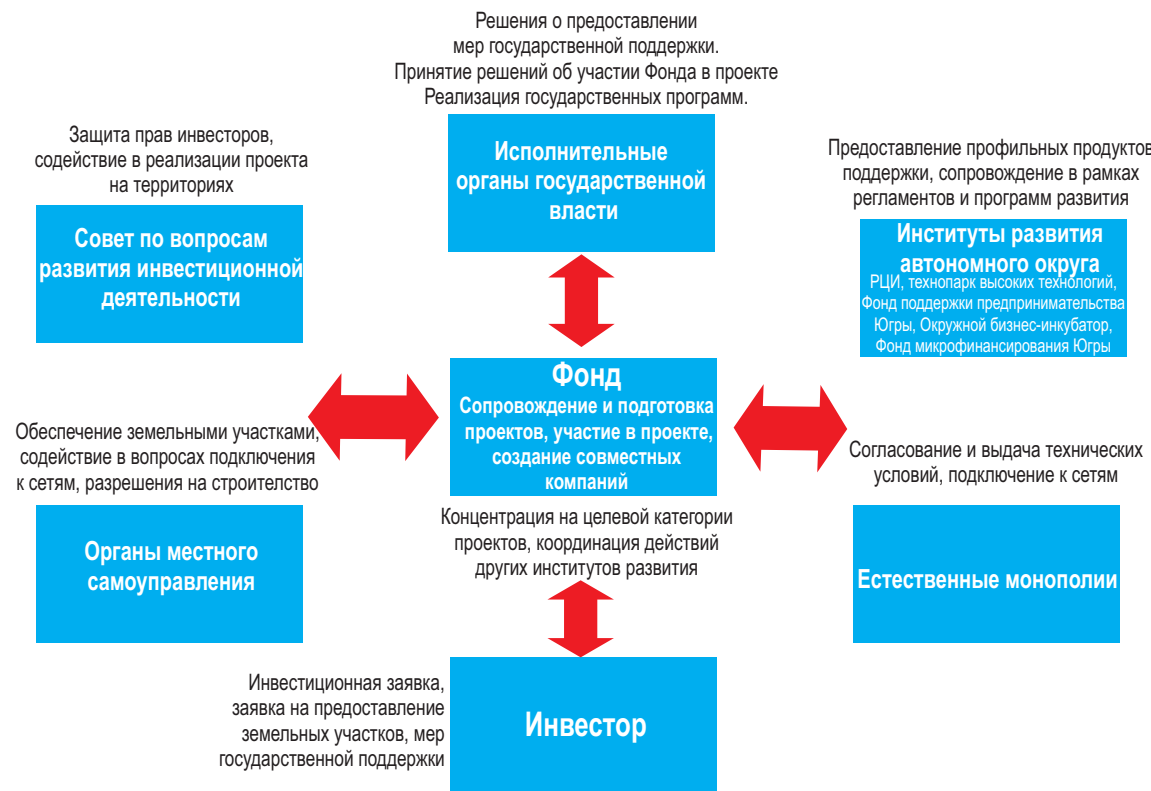 Решения о предоставлении
мер государственной поддержки.
Принятие решений об участии Фонда в проекте
Реализация государственных программ.
Исполнительные
органы государственной
власти
Защита прав инвесторов,
содействие в реализации проекта
на территориях
Совет по вопросам
развития инвестиционной
деятельности
Предоставление профильных продуктов
поддержки, сопровождение в рамках
регламентов и программ развития
Институты развития
автономного округа
РЦИ, технопарк высоких технологий,
Фонд поддержки предпринимательства
Югры, Окружной бизнес-инкубатор,
Фонд микрофинансирования Югры
Фонд
Сопровождение и подготовка
проектов, участие в проекте,
создание совместных
компаний
Концентрация на целевой категории
проектов, координация действий
других институтов развития
Обеспечение земельными участками,
содействие в вопросах подключения
к сетям, разрешения на строителство
Органы местного
самоуправления
Согласование и выдача технических
условий, подключение к сетям
Естественные монополии
Инвестиционная заявка,
заявка на предоставление
земельных участков, мер
государственной поддержки
Инвестор